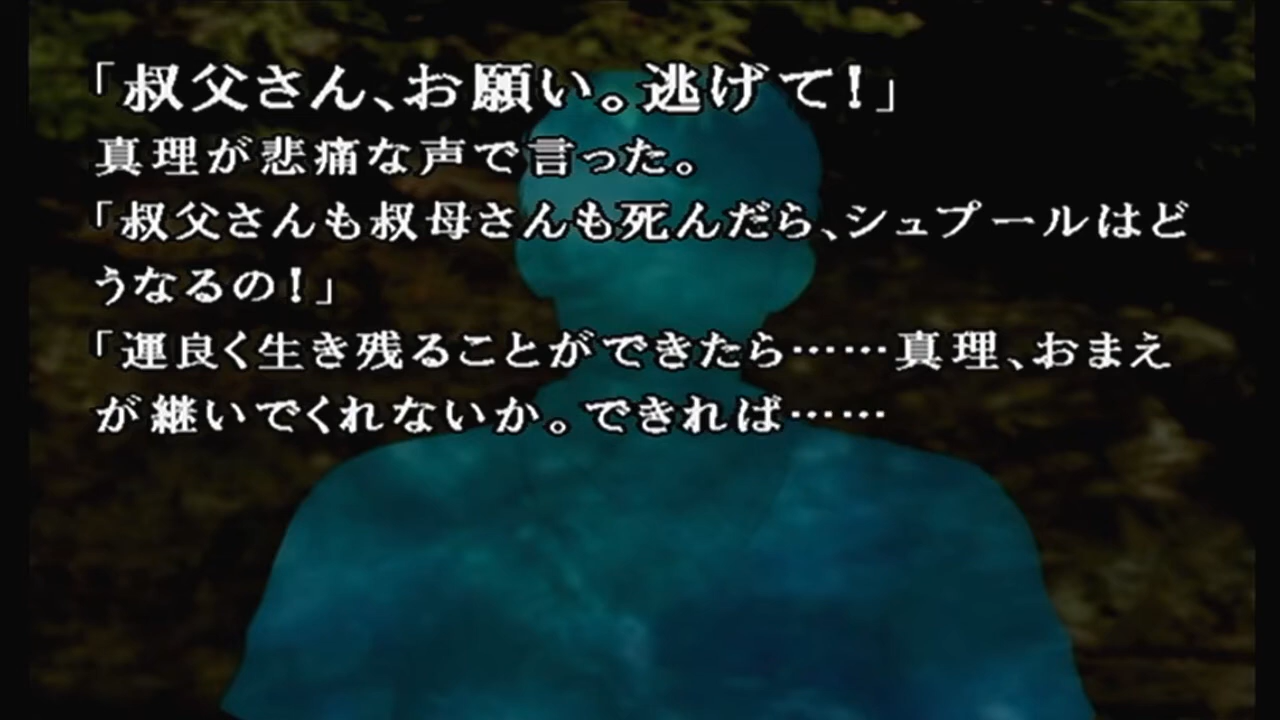 「叔父さん、お願い。逃げて！」
真理が悲痛な声で言った。
「叔父さんも叔母さんも死んだら、シュプールはど
うなるの！」
「運良く生き残ることができたら……真理、おまえ
が継いでくれないか。できれば……